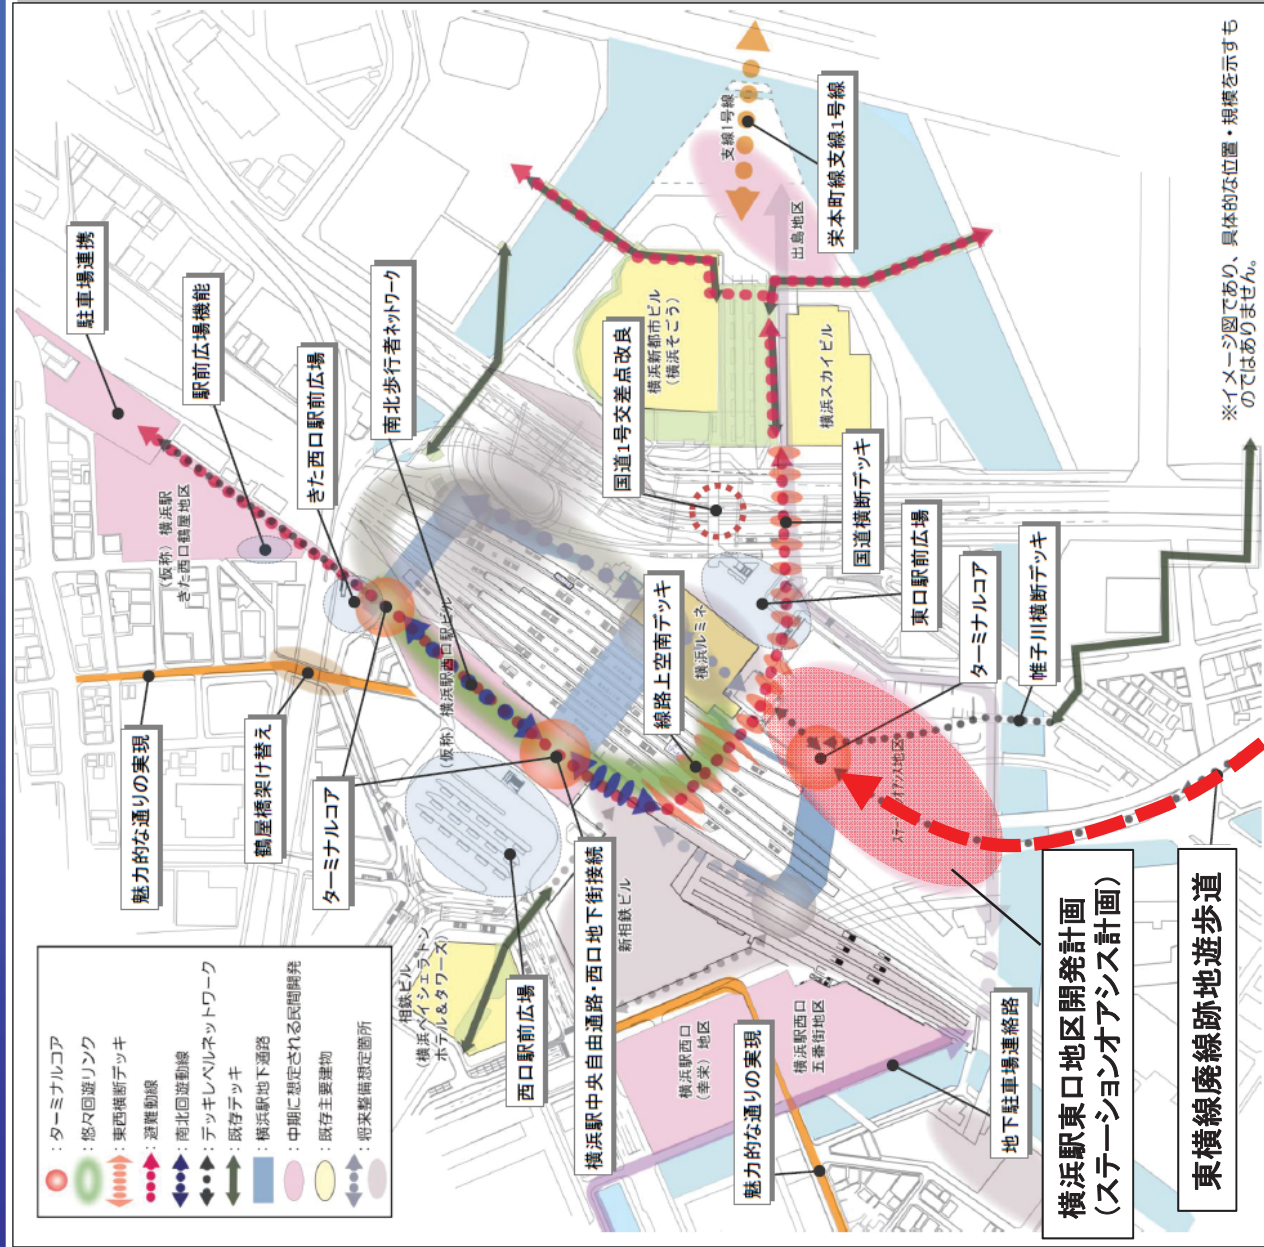 ：ターミナルコア
：悠々回遊リンク
：東西横断デッキ
：避難動線
：南北回遊動線
：デッキレベルネットワーク
：既存デッキ
：横浜駅地下通路
：中期に想定される民間開発
：既存主要建物
：将来整備想定箇所
魅力的な通りの実現
鶴屋橋架け替え
ターミナルコア
駐車場連携
駅前広場機能
きた西口駅前広場
南北歩行者ネットワーク
（仮称）横浜駅
きた西口鶴屋地区
（仮称）横浜駅西口駅ビル
相鉄ビル
（横浜ベイシェラトン
ホテル＆タワーズ）
西口駅前広場
新相鉄ビル
横浜駅中央自由通路・西口地下街接続
線路上空南デッキ
横浜ルミネ
国道1号交差点改良
横浜新都市ビル
（横浜そごう）
横浜スカイビル
国道横断デッキ
東口駅前広場
ターミナルコア
帷子川横断デッキ
出島地区
支線1号線
栄本町線支線1号線
横浜駅西口
（幸栄）地区
横浜駅西口
五番街地区
魅力的な通りの実現
地下駐車場連絡路
ステーションオアシス地区
横浜駅東口地区開発計画
（ステーションオアシス計画）
東横線廃線跡地遊歩道
※イメージ図であり、具体的な位置・規模を示すも
のではありません。